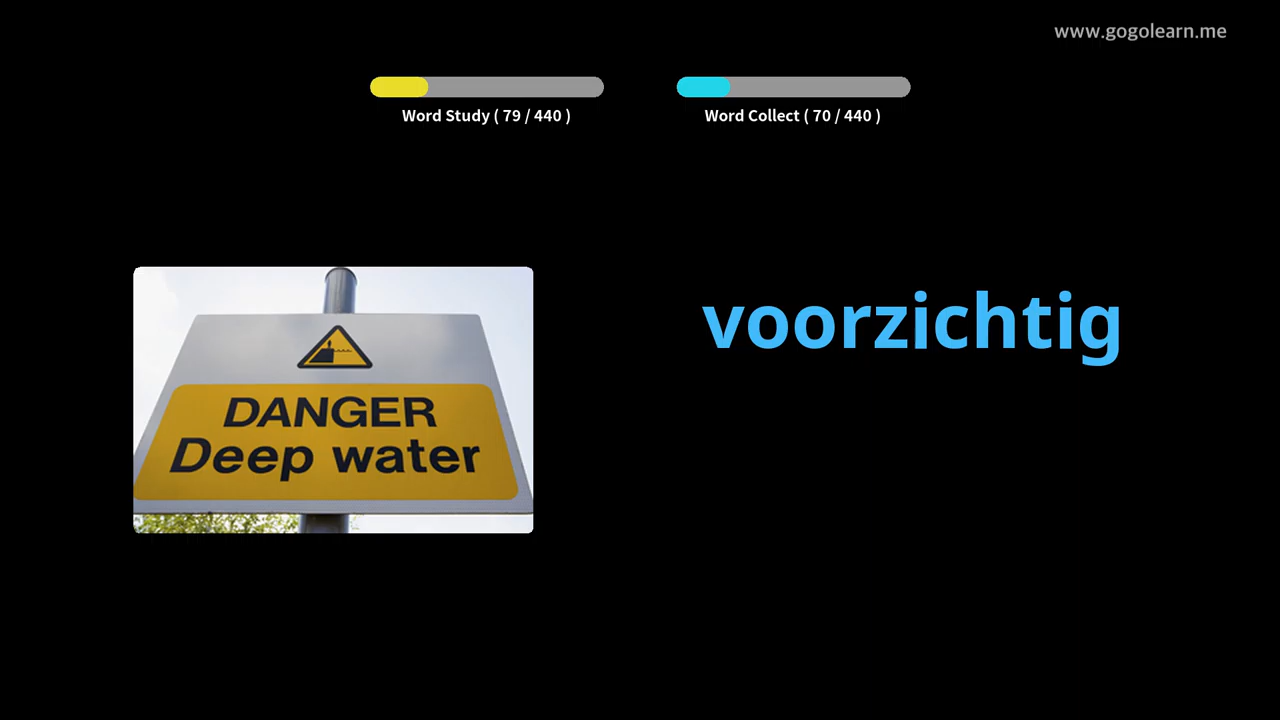 www.gogolearn.me
Word Study ( 79 / 440 )
Word Collect ( 70 / 440 )
voorzichtig
DANGER
Deep water